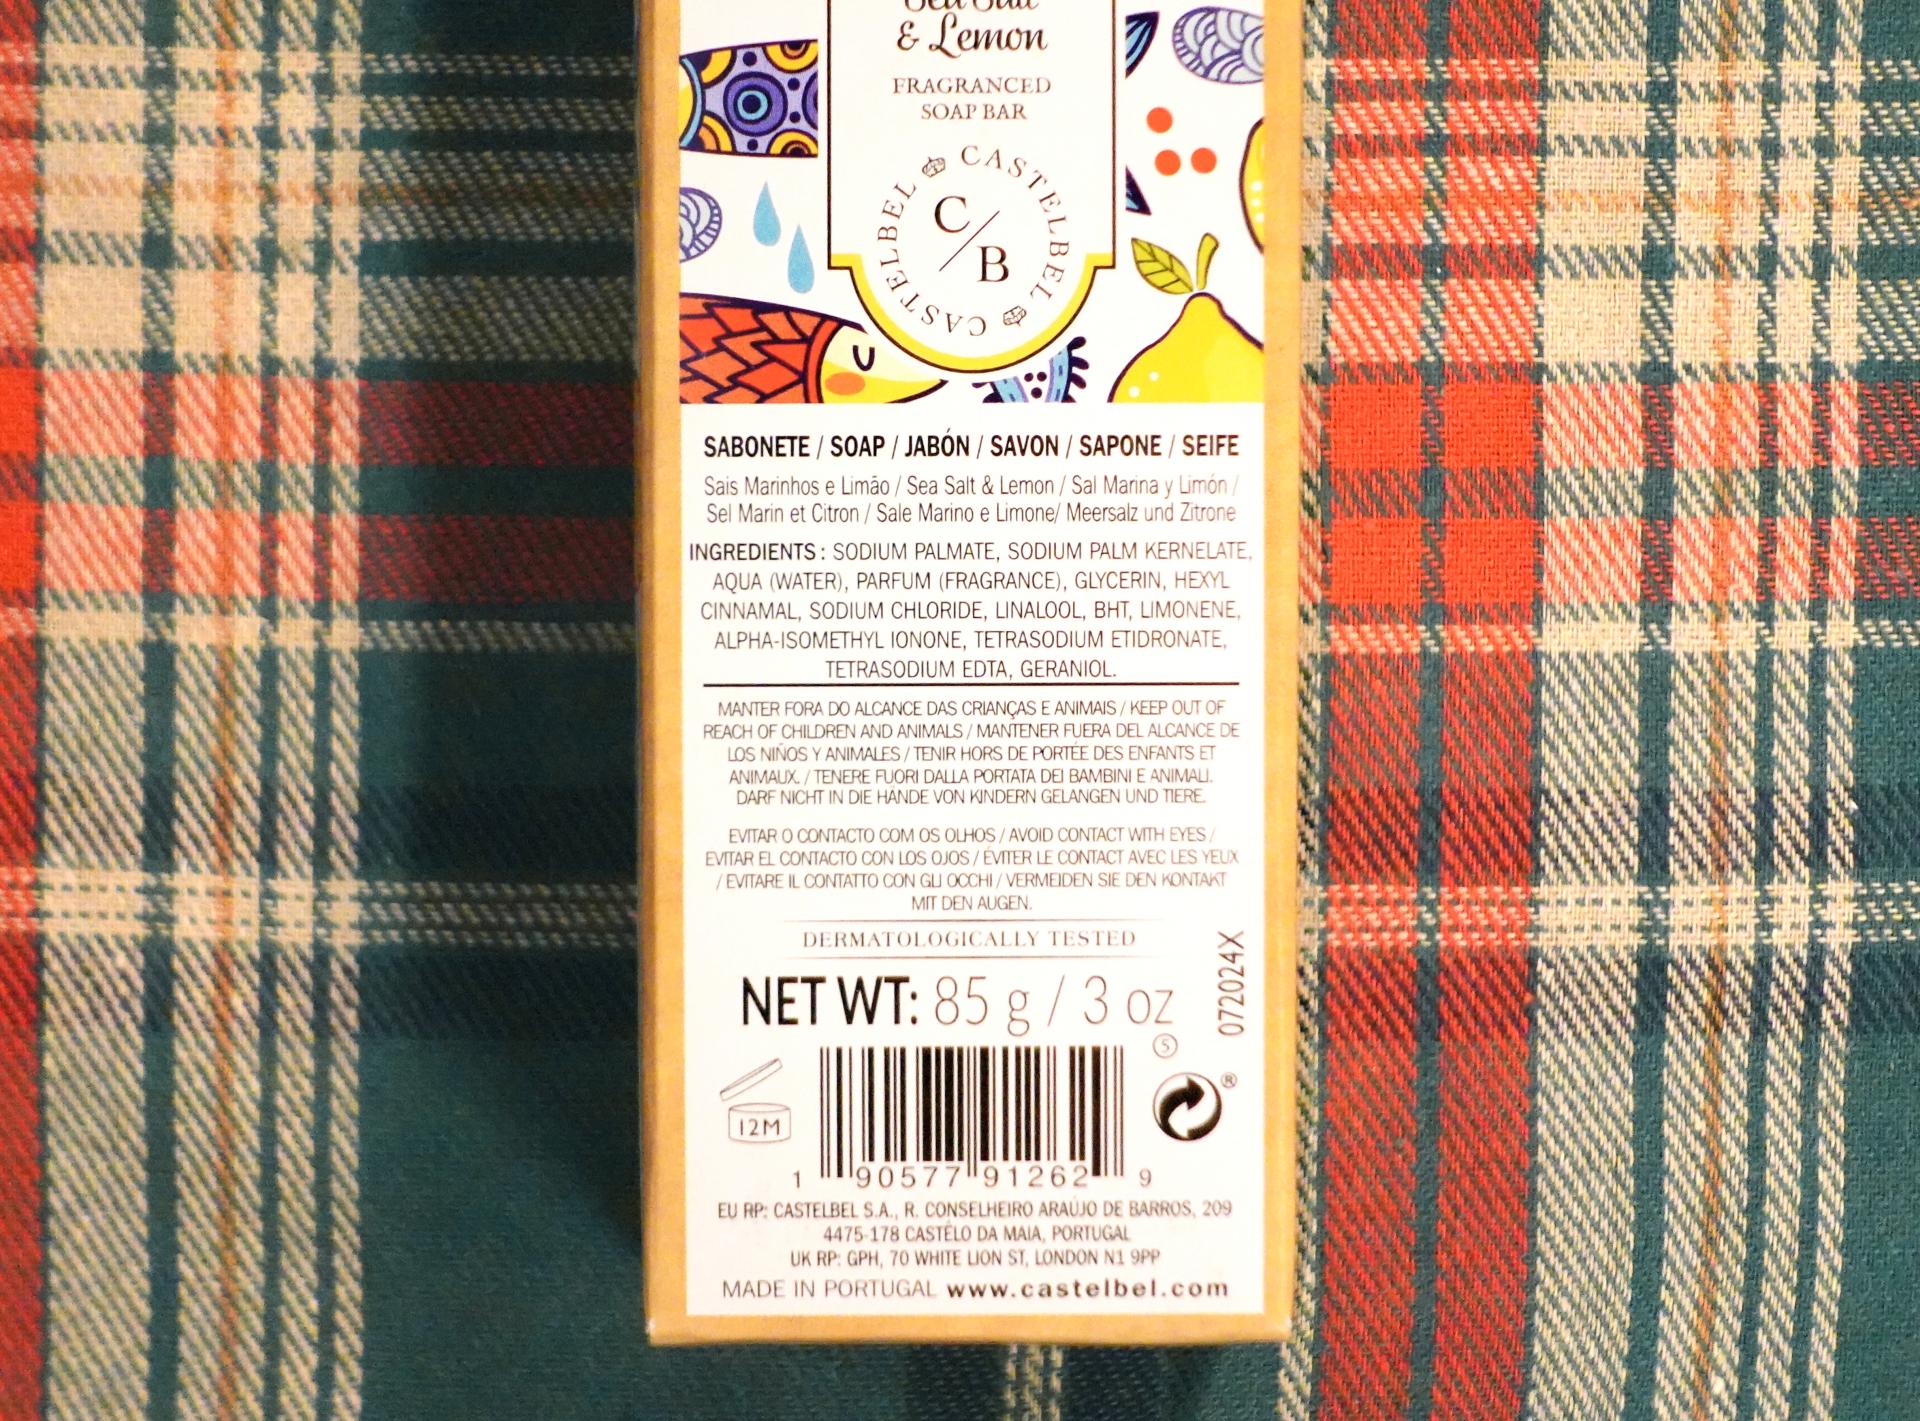 Sea Salt
& Lemon
FRAGRANCED
SOAP BAR
CASTELBEL CASTELBEL
C/B
SABONETE / SOAP / JABÓN / SAVON / SAPONE / SEIFE
Sais Marinhos e Limão / Sea Salt & Lemon / Sal Marina y Limón /
Sel Marin et Citron / Sale Marino e Limone/ Meersalz und Zitrone
INGREDIENTS: SODIUM PALMATE, SODIUM PALM KERNELATE,
AQUA (WATER), PARFUM (FRAGRANCE), GLYCERIN, HEXYL
CINNAMAL, SODIUM CHLORIDE, LINALOOL, BHT, LIMONENE,
ALPHA-ISOMETHYL IONONE, TETRASODIUM ETIDRONATE,
TETRASODIUM EDTA, GERANIOL.
MANTER FORA DO ALCANCE DAS CRIANÇAS E ANIMAIS / KEEP OUT OF
REACH OF CHILDREN AND ANIMALS / MANTENER FUERA DEL ALCANCE DE
LOS NIÑOS Y ANIMALES / TENIR HORS DE PORTÉE DES ENFANTS ET
ANIMAUX. / TENERE FUORI DALLA PORTATA DEI BAMBINI E ANIMALI.
DARF NICHT IN DIE HÄNDE VON KINDERN GELANGEN UND TIERE.
EVITAR O CONTACTO COM OS OLHOS / AVOID CONTACT WITH EYES /
EVITAR EL CONTACTO CON LOS OJOS / ÉVITER LE CONTACT AVEC LES YEUX
/ EVITARE IL CONTATTO CON GLI OCCHI / VERMEIDEN SIE DEN KONTAKT
MIT DEN AUGEN.
DERMATOLOGICALLY TESTED
NET WT: 85 g / 3 oz
072024X
S
®
12M
1 90577 91262 9
EU RP: CASTELBEL S.A., R. CONSELHEIRO ARAÚJO DE BARROS, 209
4475-178 CASTÊLO DA MAIA, PORTUGAL
UK RP: GPH, 70 WHITE LION ST, LONDON N1 9PP
MADE IN PORTUGAL www.castelbel.com